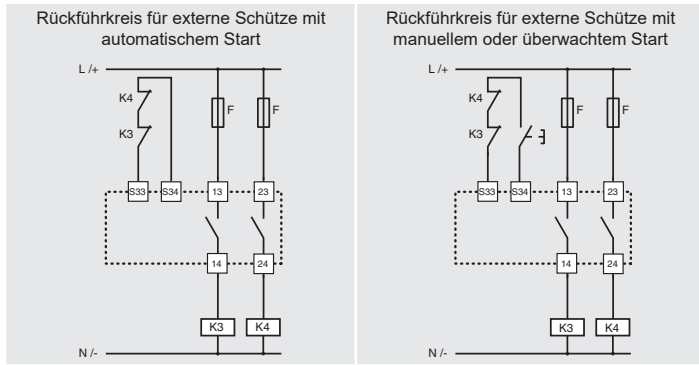 Rückführkreis für externe Schütze mit
automatischem Start
L /+
K4
K3
F
F
S33
S34
13
23
14
24
K3
K4
N /-
Rückführkreis für externe Schütze mit
manuellem oder überwachtem Start
L /+
K4
K3
F
F
S33
S34
13
23
14
24
K3
K4
N /-